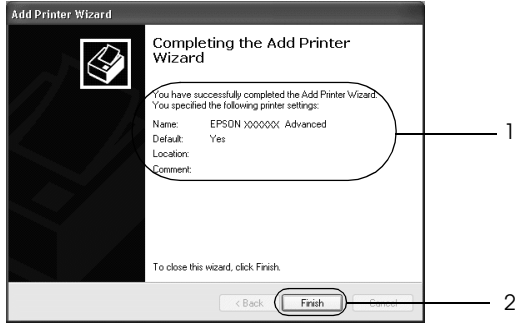 Add Printer Wizard
Completing the Add Printer
Wizard
You have successfully completed the Add Printer Wizard.
You specified the following printer settings:
Name: EPSON XXXXXX Advanced
Default: Yes
Location:
Comment:
1
To close this wizard, click Finish.
< Back Finish Cancel
2